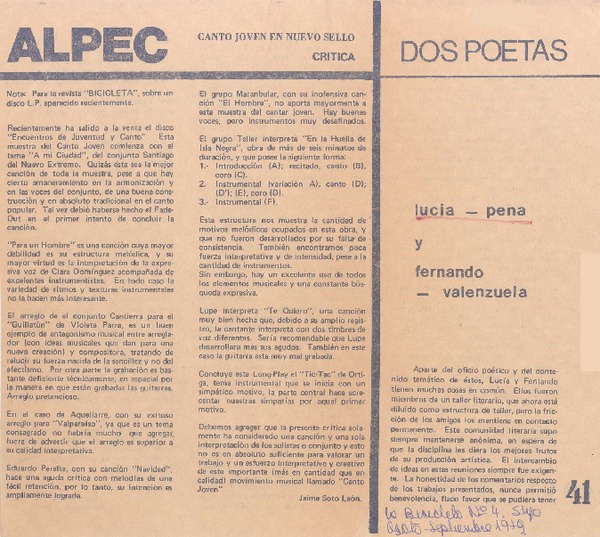 ALPEC
CANTO JOVEN EN NUEVO SELLO
CRITICA
Nota: Para la revista "BICICLETA", sobre un
disco L.P. aparecido recientemente.
Recientemente ha salido a la venta el disco
"Encuentros de Juventud y Canto" Esta
muestra del Canto Joven comienza con el
tema "A mi Ciudad", del conjunto Santiago
del Nuevo Extremo. Quizás ésta sea la mejor
canción de toda la muestra, pese a que hay
cierto amaneramiento en la armonización y
en las voces del conjunto, de una buena cons-
trucción y en absoluto tradicional en el canto
popular. Tal vez debió haberse hecho el Fade-
Out en el primer intento de concluir la
canción.
"Para un Hombre" es una canción cuya mayor
debilidad es su estructura melódica, y su
mayor virtud es la interpretación de la expre-
siva voz de Clara Domínguez acompañada de
excelentes instrumentistas. En todo caso la
variedad de ritmos y texturas instrumentales
no la hacen más interesante.
El arreglo de el conjunto Cantierra para el
"Guillatún" de Violeta Parra, es un buen
ejemplo de antagonismo musical entre arregla-
dor (con ideas musicales que dan para una
nueva creación) y compositora, tratando de
relucir su fuerza nacida de la sencillez y no del
efectismo. Por otra parte la grabación es bas-
tante deficiente técnicamente, en especial por
la manera en que están grabadas las guitarras.
Arreglo pretencioso.
En el caso de Aquelarre, con su exitoso
arreglo para "Valparaíso", ya que es un tema
consagrado no habría mucho que agregar,
fuera de advertir que el arreglo es superior a
su calidad interpretativa.
Eduardo Peralta, con su canción "Navidad",
hace una aguda crítica con melodías de una
fácil retención, por lo tanto, su intención es
ampliamente lograda.
El grupo Maranbular, con su inofensiva can-
ción "El Hombre", no aporta mayormente a
esta muestra del cantar joven. Hay buenas
voces, pero instrumentos muy desafinados.
El grupo Taller interpreta "En la Huella de
Isla Negra", obra de más de seis minutos de
duración, y que posee la siguiente forma:
1.- Introducción (A); recitado, canto (B),
coro (C).
2. Instrumental (variación A); canto (D);
(D'); (E); coro (D).
3.- Instrumental (F).
Esta estructura nos muestra la cantidad de
motivos melódicos ocupados en esta obra, y
que no fueron desarrollados por su falta de
consistencia. También encontramos poca
fuerza interpretativa y de intensidad, pese a la
cantidad de instrumentos.
Sin embargo, hay un excelente uso de todos
los elementos musicales y una constante bús-
queda expresiva.
Lupe interpreta "Te Quiero", una canción
muy bien hecha que, debido a su amplio regis-
tro, la cantante interpreta con dos timbres de
voz diferentes. Sería recomendable que Lupe
desarrollara más sus agudos. También en este
caso la guitarra está muy mal grabada.
Concluye este Long-Play el "Tic-Tac" de Orti-
ga, tema instrumental que se inicia con un
simpático motivo, la parte central hace acre-
centar nuestras simpatías por aquel primer
motivo.
Debemos agregar que la presente crítica sola-
mente ha considerado una canción y una sola
interpretación de los solistas o conjunto y esto
no es en absoluto suficiente para valorar un
trabajo y un esfuerzo interpretativo y creativo
de este importante (más en cantidad que en
calidad) movimiento musical llamado "Canto
Joven"
Jaime Soto León.
DOS POETAS
lucia - pena
y
fernando
- valenzuela
Aparte del oficio poético y del conte-
nido temático de éstos, Lucía y Fernando
tienen muchas cosas en común. Ellos fueron
miembros de un taller literario, que ahora está
diluido como estructura de taller, pero la fric-
ción de los amigos los mantiene en contacto
permanente. Esta comunidad literaria supo
siempre mantenerse anónima, en espera de
que la disciplina les diera los mejores frutos
de su producción artística. El intercambio
de ideas en estas reuniones siempre fue exigen-
te. La honestidad de los comentarios respecto
de los trabajos presentados, nunca permitió
benevolencia, fizco favor que se pudiera tener
41
La Bicicleta Nº 4. Stgo
Agosto-Septiembre 1979